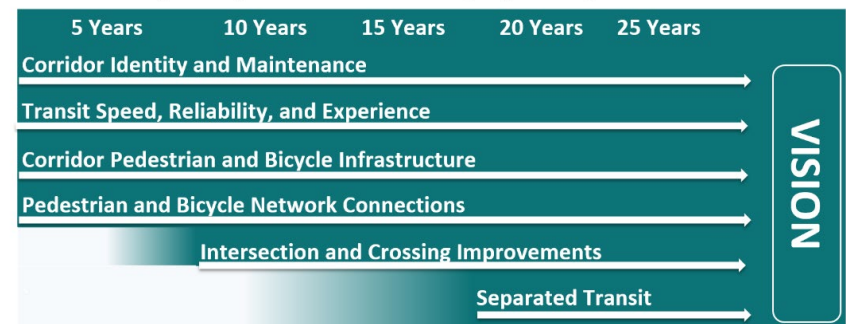 5 Years 10 Years 15 Years 20 Years 25 Years
Corridor Identity and Maintenance
Transit Speed, Reliability, and Experience
Corridor Pedestrian and Bicycle Infrastructure
Pedestrian and Bicycle Network Connections
Intersection and Crossing Improvements
Separated Transit
VISION